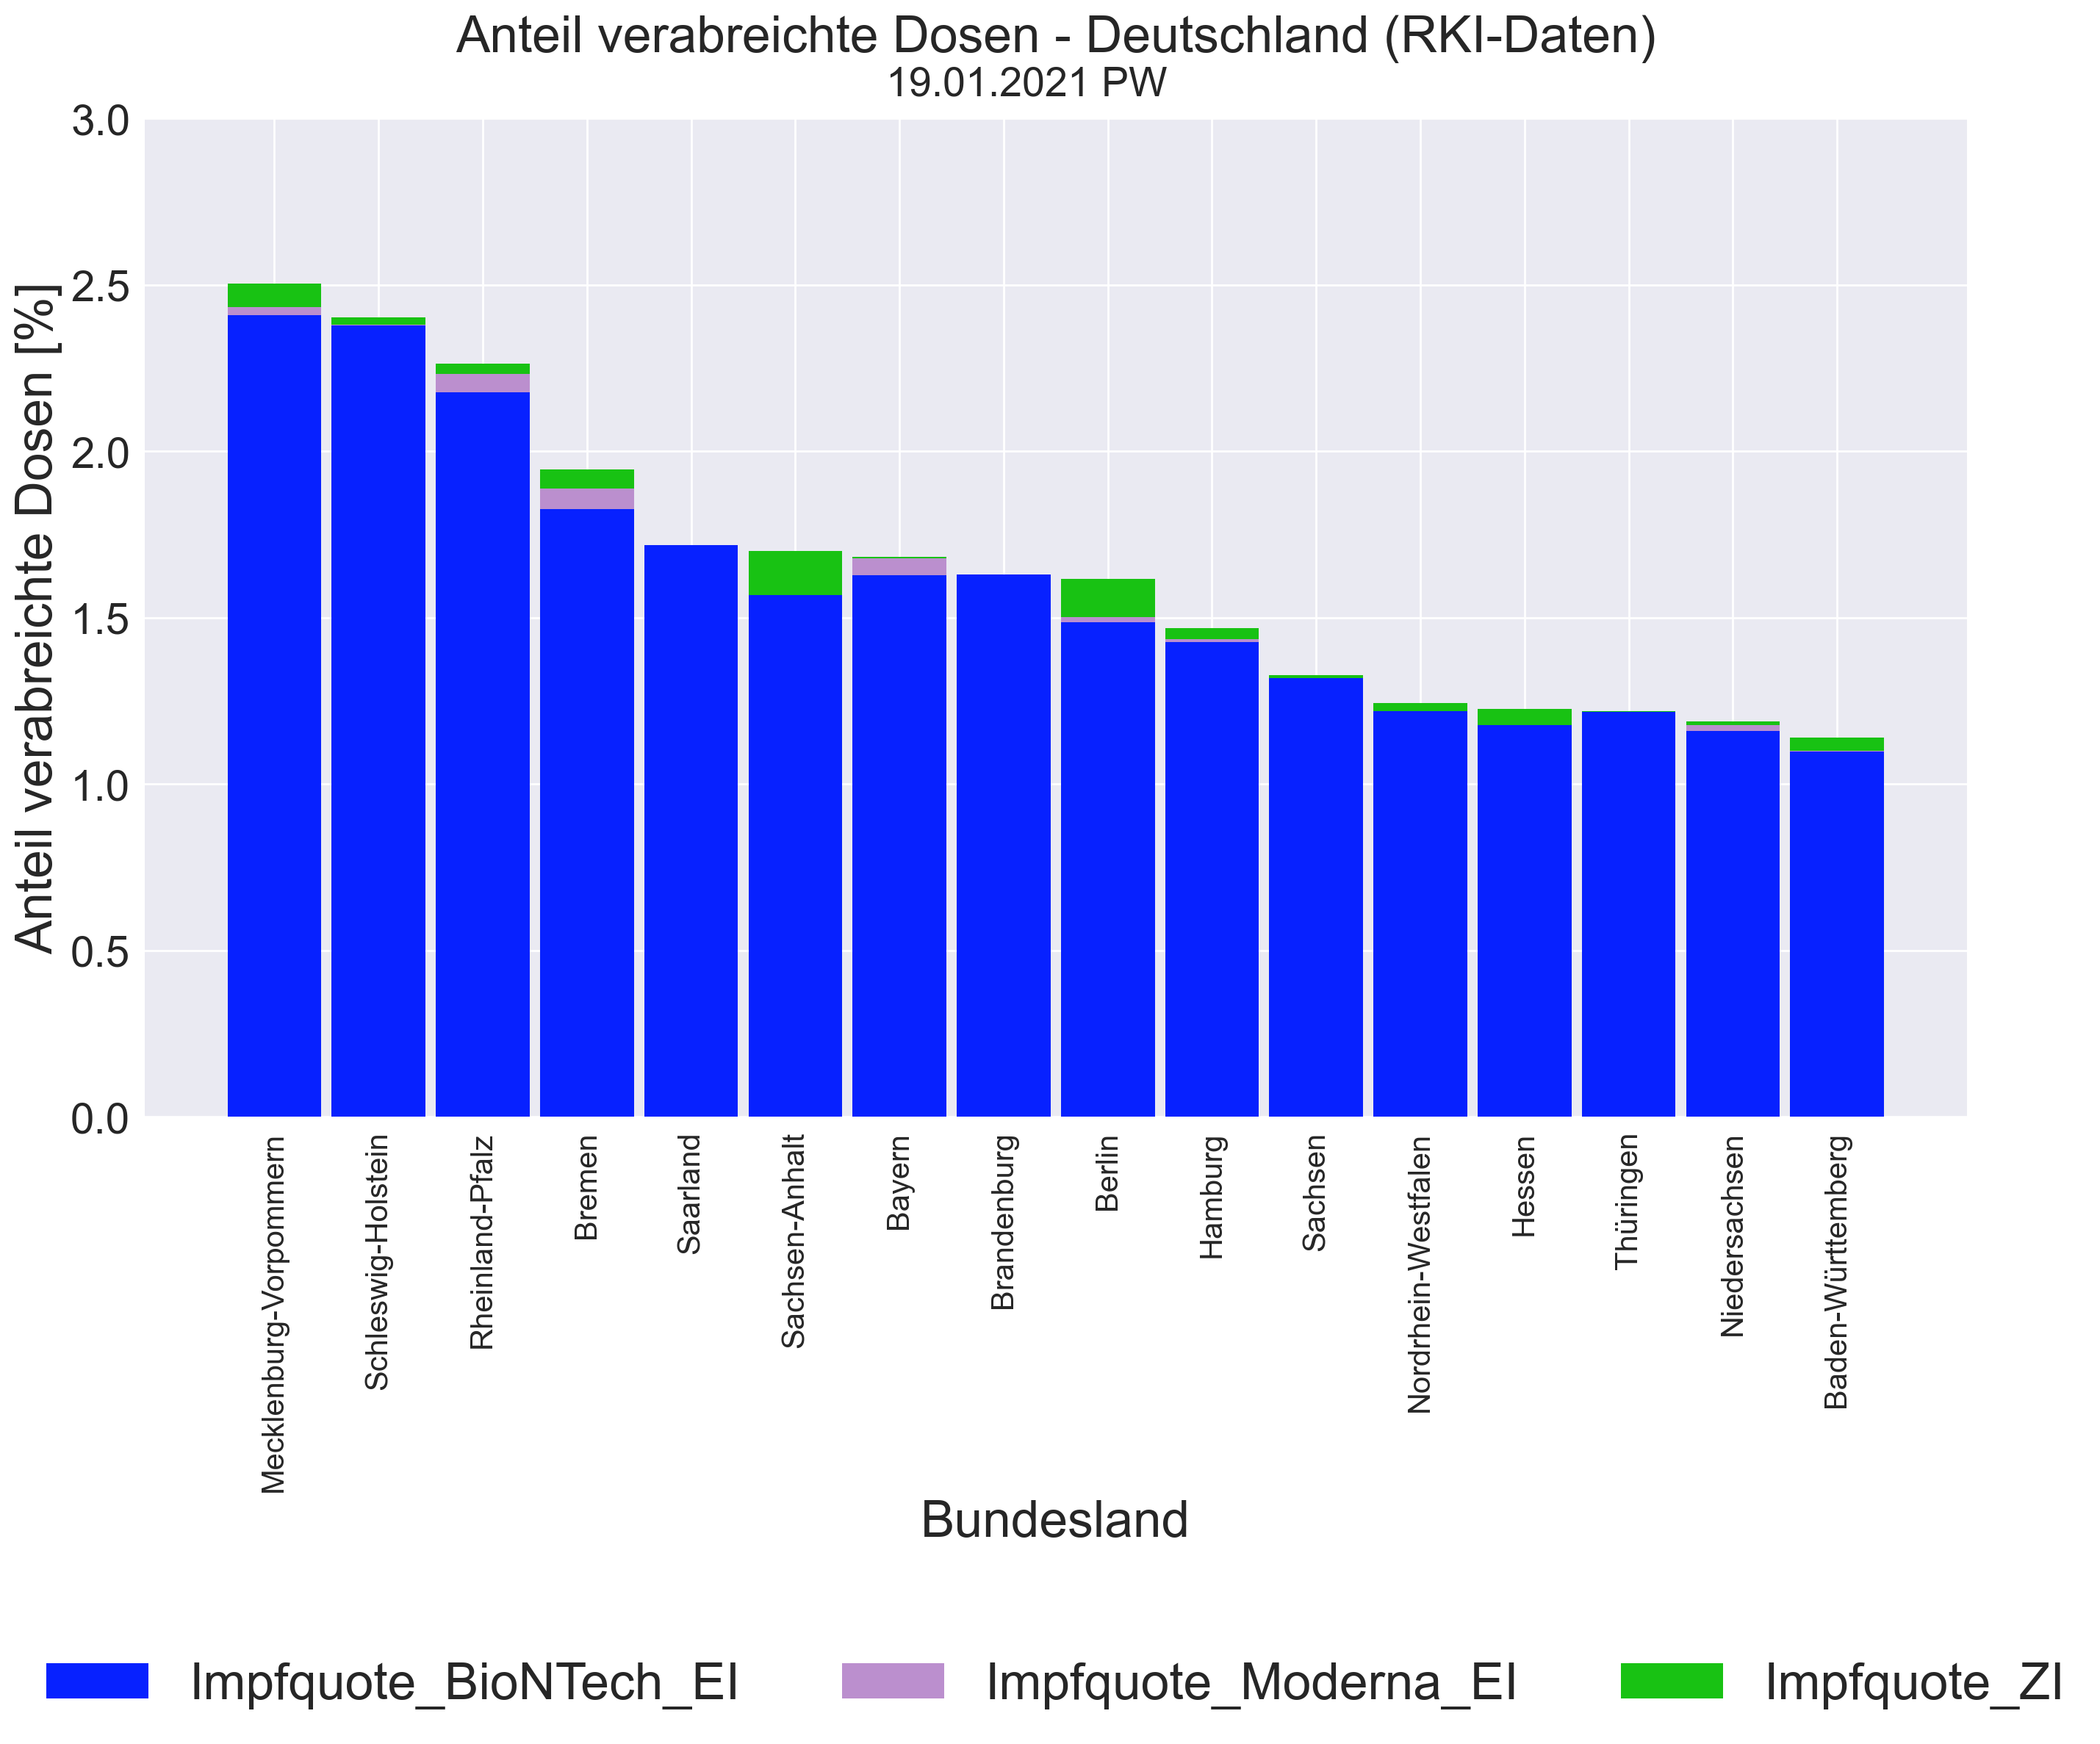 Anteil verabreichte Dosen - Deutschland (RKI-Daten)
19.01.2021 PW
Anteil verabreichte Dosen [%]
3.0
2.5
2.0
1.5
1.0
0.5
0.0
Mecklenburg-Vorpommern
Schleswig-Holstein
Rheinland-Pfalz
Bremen
Saarland
Sachsen-Anhalt
Bayern
Brandenburg
Berlin
Hamburg
Sachsen
Nordrhein-Westfalen
Hessen
Thüringen
Niedersachsen
Baden-Württemberg
Bundesland
Impfquote_BioNTech_EI
Impfquote_Moderna_EI
Impfquote_ZI